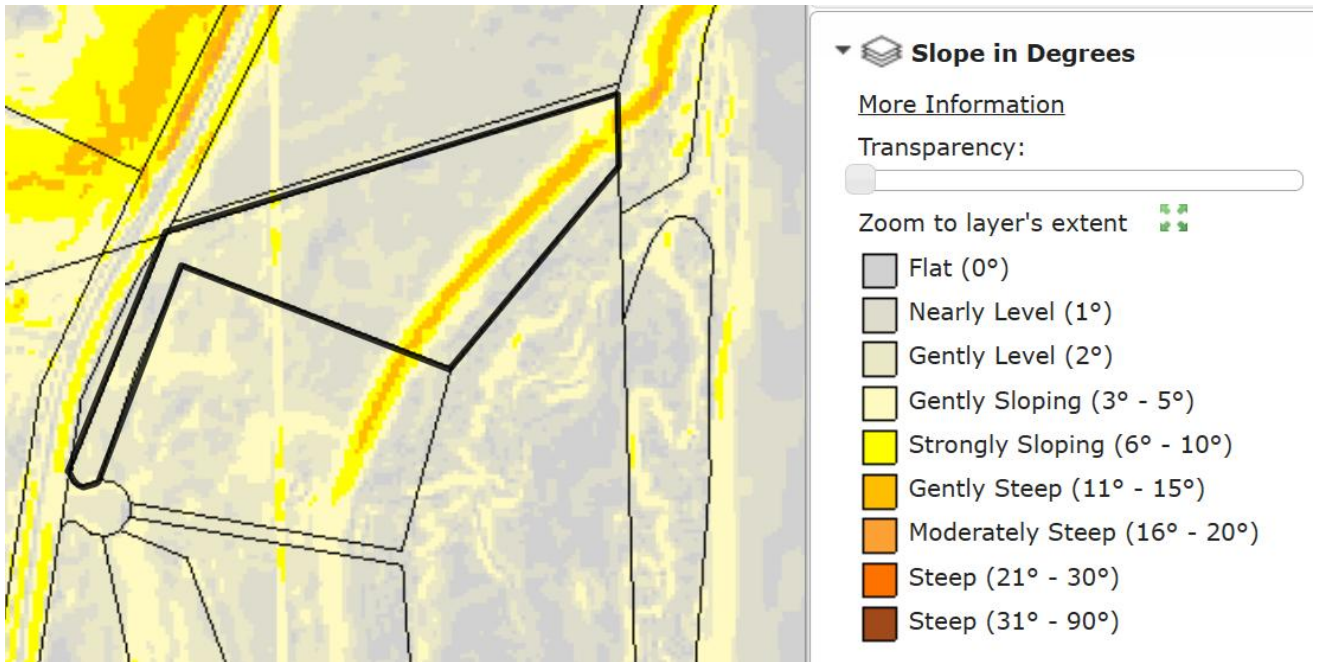 Slope in Degrees
More Information
Transparency:
Zoom to layer's extent
Flat (0°)
Nearly Level (1°)
Gently Level (2°)
Gently Sloping (3° - 5°)
Strongly Sloping (6° - 10°)
Gently Steep (11° - 15°)
Moderately Steep (16° - 20°)
Steep (21° - 30°)
Steep (31° - 90°)